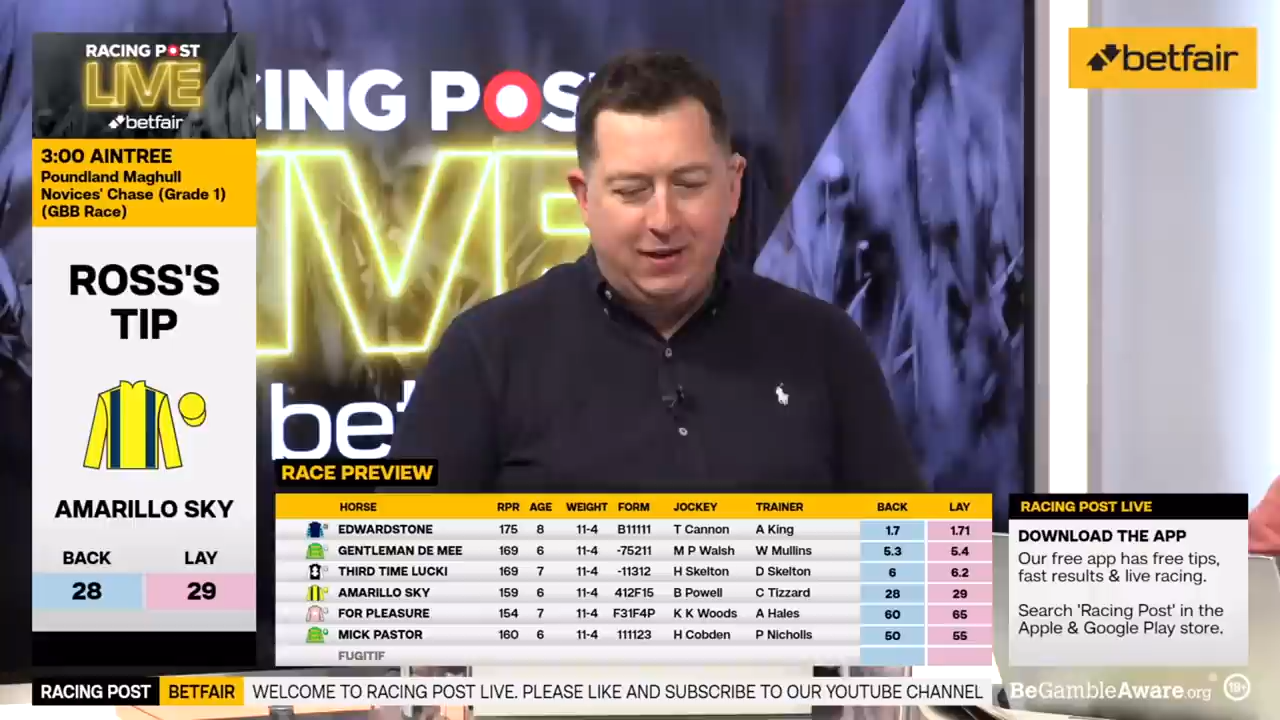 RACING POST
LIVE
betfair
3:00 AINTREE
Poundland Maghull
Novices' Chase (Grade 1)
(GBB Race)
ROSS'S
TIP
AMARILLO SKY
BACK LAY
28 29
CING POS
IVE
bet
betfair
RACE PREVIEW
HORSE RPR AGE WEIGHT FORM JOCKEY TRAINER BACK LAY
EDWARDSTONE 175 8 11-4 B11111 T Cannon A King 1.7 1.71
GENTLEMAN DE MEE 169 6 11-4 -75211 M P Walsh W Mullins 5.3 5.4
THIRD TIME LUCKI 169 7 11-4 -11312 H Skelton D Skelton 6 6.2
AMARILLO SKY 159 6 11-4 412F15 B Powell C Tizzard 28 29
FOR PLEASURE 154 7 11-4 F31F4P K K Woods A Hales 60 65
MICK PASTOR 160 6 11-4 111123 H Cobden P Nicholls 50 55
FUGITIF
RACING POST LIVE
DOWNLOAD THE APP
Our free app has free tips,
fast results & live racing.
Search 'Racing Post' in the
Apple & Google Play store.
RACING POST BETFAIR WELCOME TO RACING POST LIVE. PLEASE LIKE AND SUBSCRIBE TO OUR YOUTUBE CHANNEL
BeGambleAware.org 18+